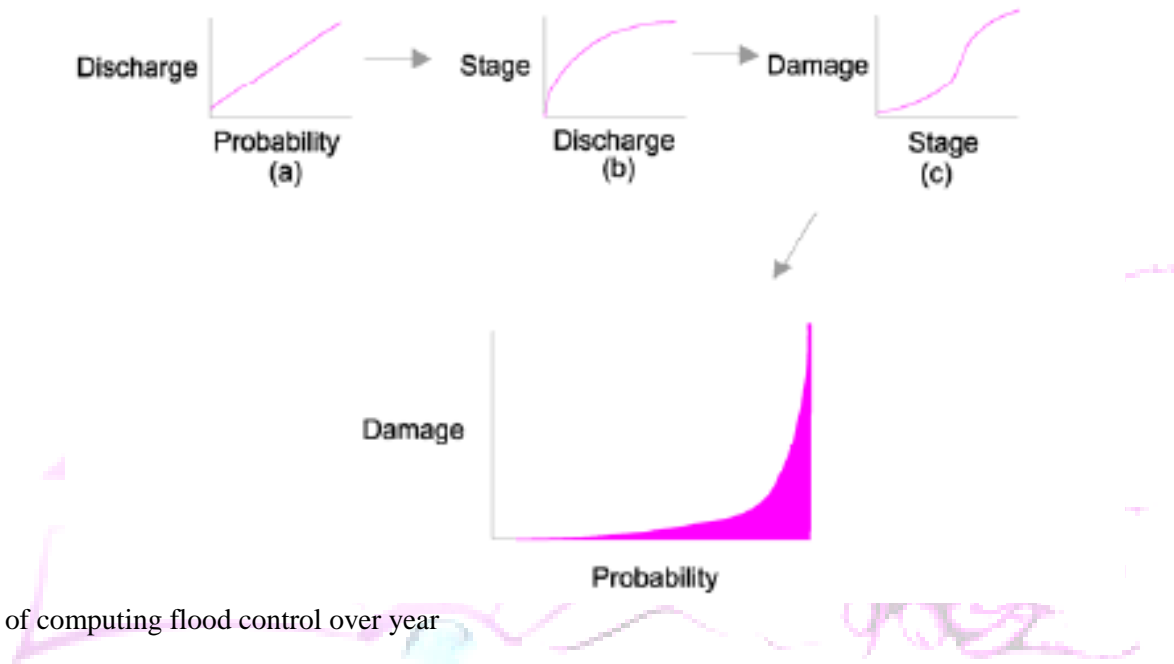 Discharge
Probability
(a)
Stage
Discharge
(b)
Damage
Stage
(c)
Damage
Probability
of computing flood control over year